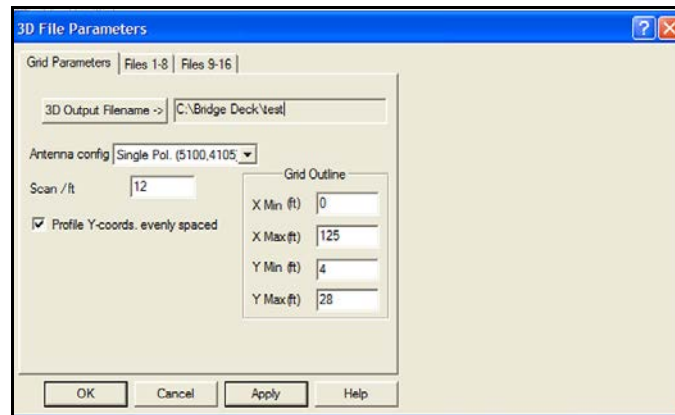 3D File Parameters
?
Grid Parameters Files 1-8 Files 9-16
3D Output Filename -> C:\Bridge Deck\test
Antenna config Single Pol. (5100,4105)
Scan /ft 12
Profile Y-coords. evenly spaced
Grid Outline
X Min (ft) 0
X Max(ft) 125
Y Min (ft) 4
Y Max(ft) 28
OK Cancel Apply Help